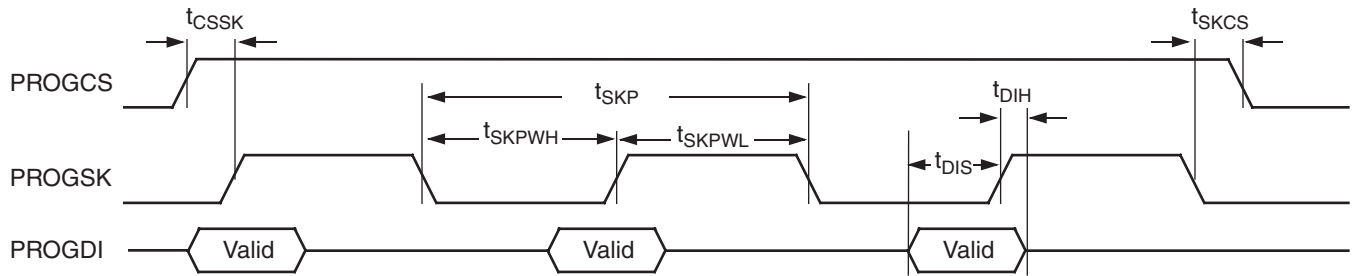 tCSSK
tSKCS
PROGCS
tSKP
tDIH
tSKPWH
tSKPWL
tDIS
PROGSK
PROGDI
Valid
Valid
Valid